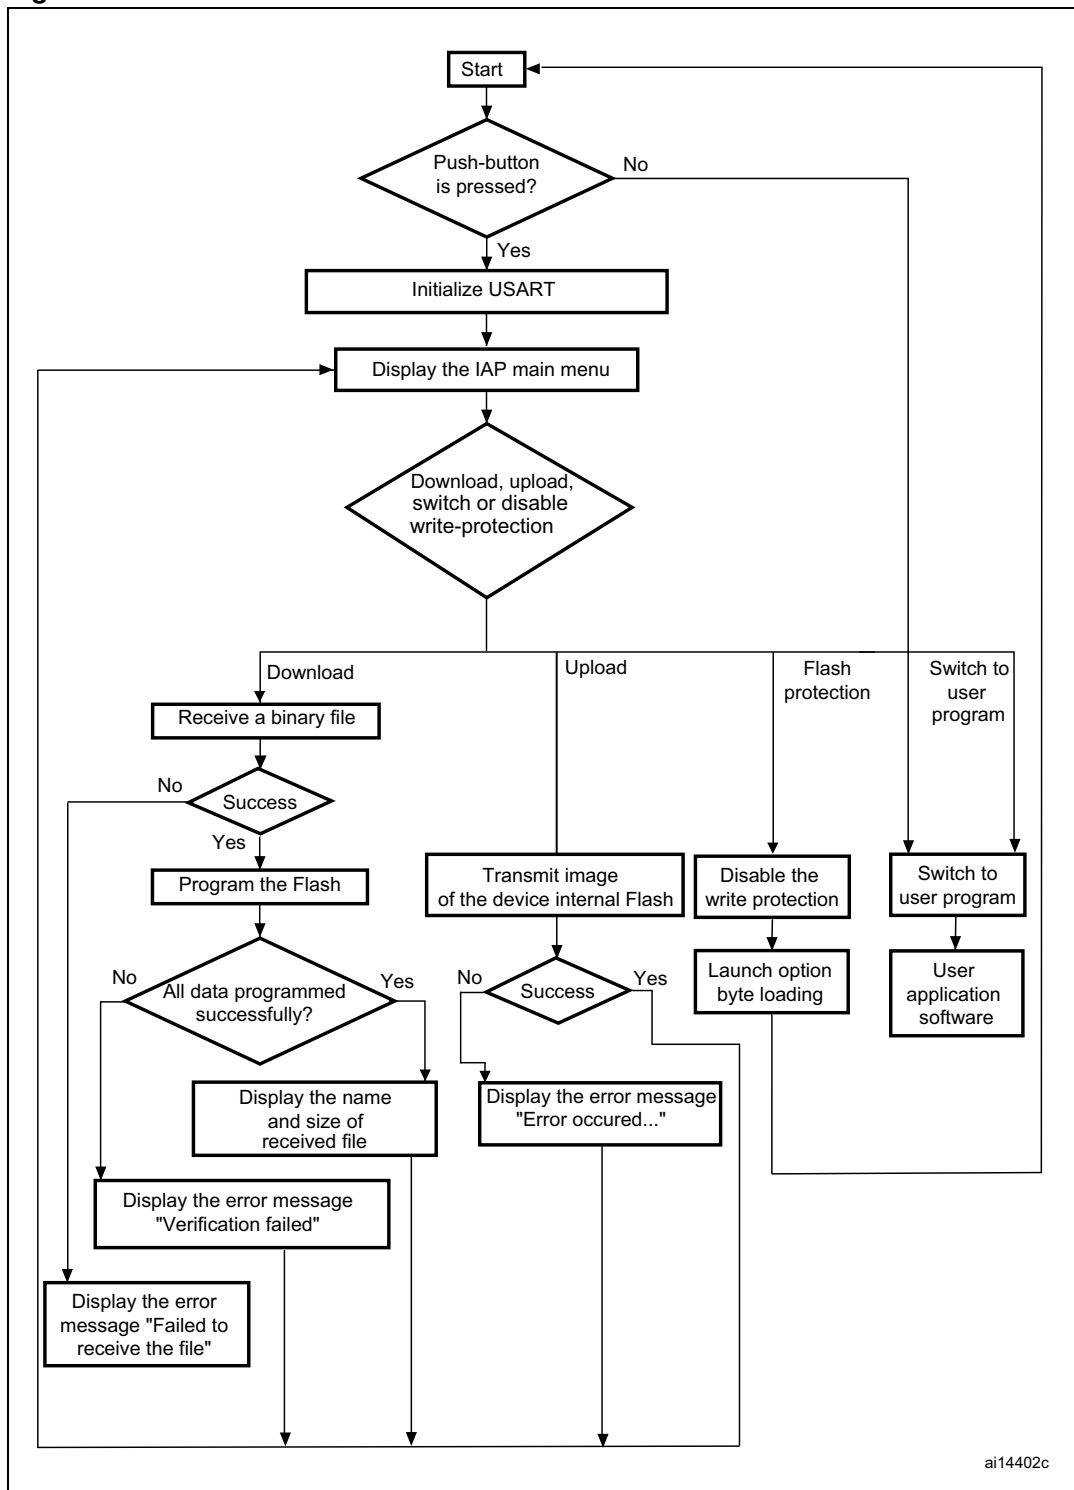 Start
Push-button
is pressed?
No
Yes
Initialize USART
Display the IAP main menu
Download, upload,
switch or disable
write-protection
Download
Upload
Flash
protection
Switch to
user
program
Receive a binary file
No
Success
Yes
Program the Flash
Transmit image
of the device internal Flash
Disable the
write protection
Switch to
user program
No
All data programmed
successfully?
Yes
No
Success
Yes
Launch option
byte loading
User
application
software
Display the name
and size of
received file
Display the error message
"Error occured..."
Display the error message
"Verification failed"
Display the error
message "Failed to
receive the file"
ai14402c